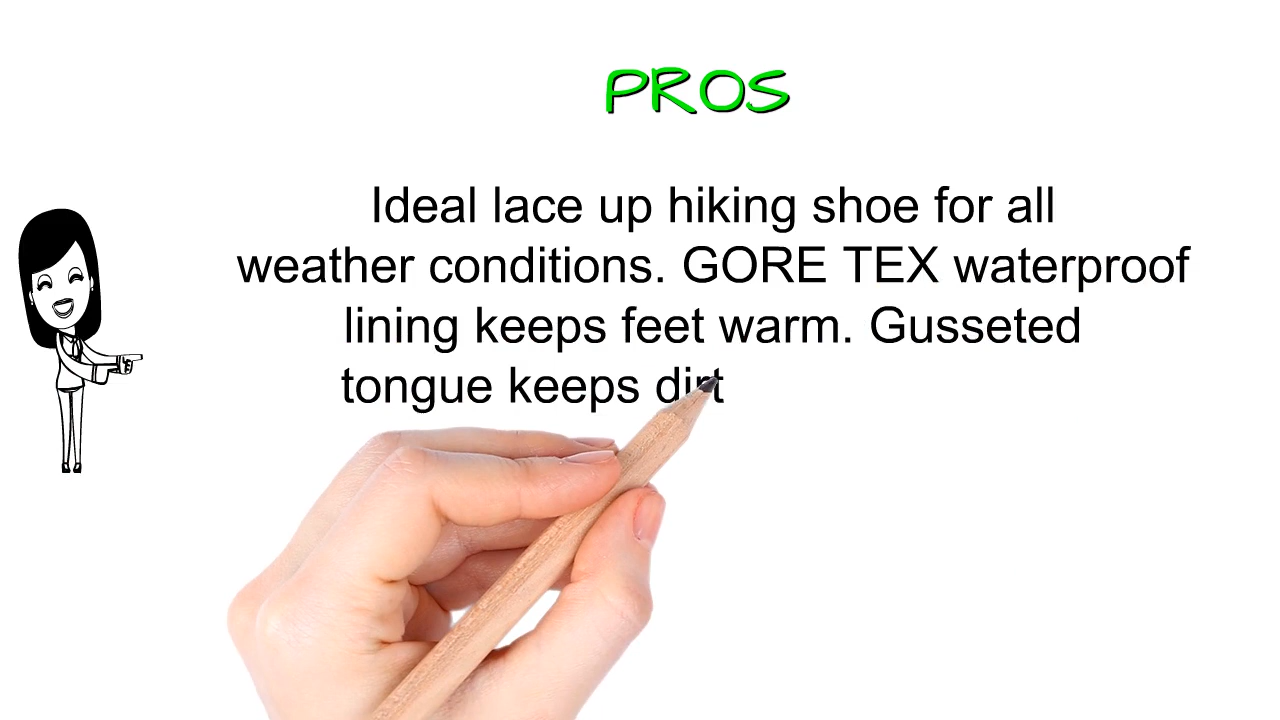 PROS
Ideal lace up hiking shoe for all
weather conditions. GORE TEX waterproof
lining keeps feet warm. Gusseted
tongue keeps dirt